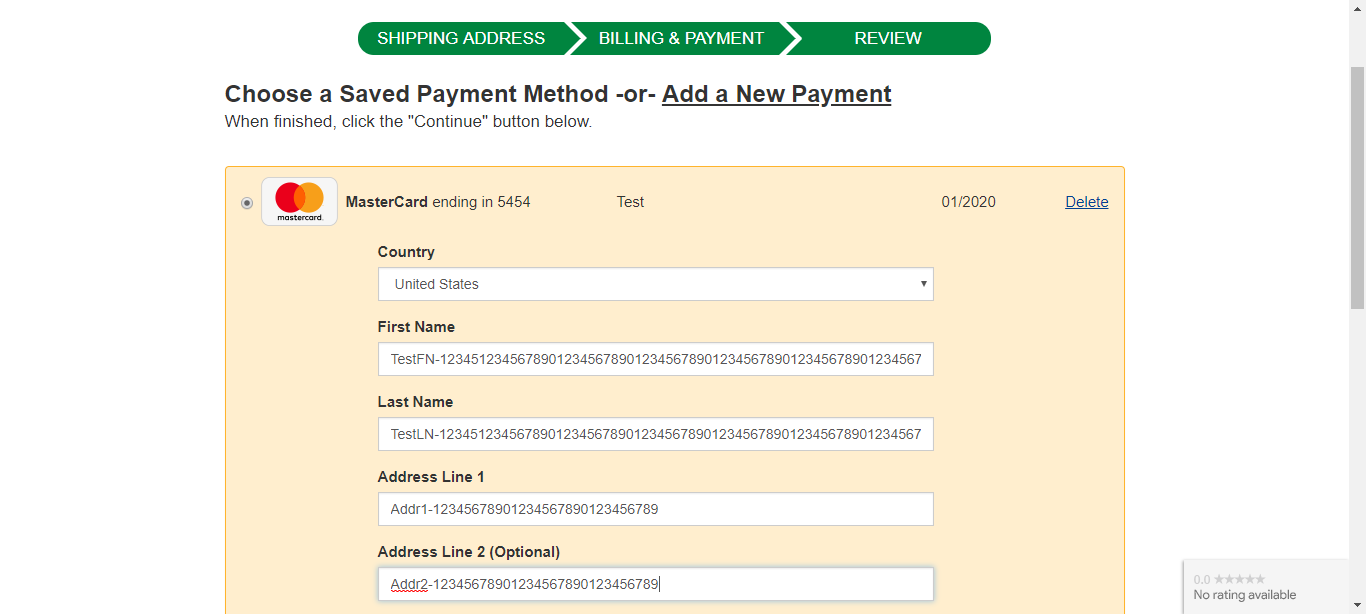 SHIPPING ADDRESS BILLING & PAYMENT REVIEW
Choose a Saved Payment Method -or- Add a New Payment
When finished, click the "Continue" button below.
mastercard. MasterCard ending in 5454 Test 01/2020 Delete
Country
United States
First Name
TestFN-12345123456789012345678901234567890123456789012345678901234567
Last Name
TestLN-12345123456789012345678901234567890123456789012345678901234567
Address Line 1
Addr1-12345678901234567890123456789
Address Line 2 (Optional)
Addr2-12345678901234567890123456789
0.0 ★★★★★
No rating available